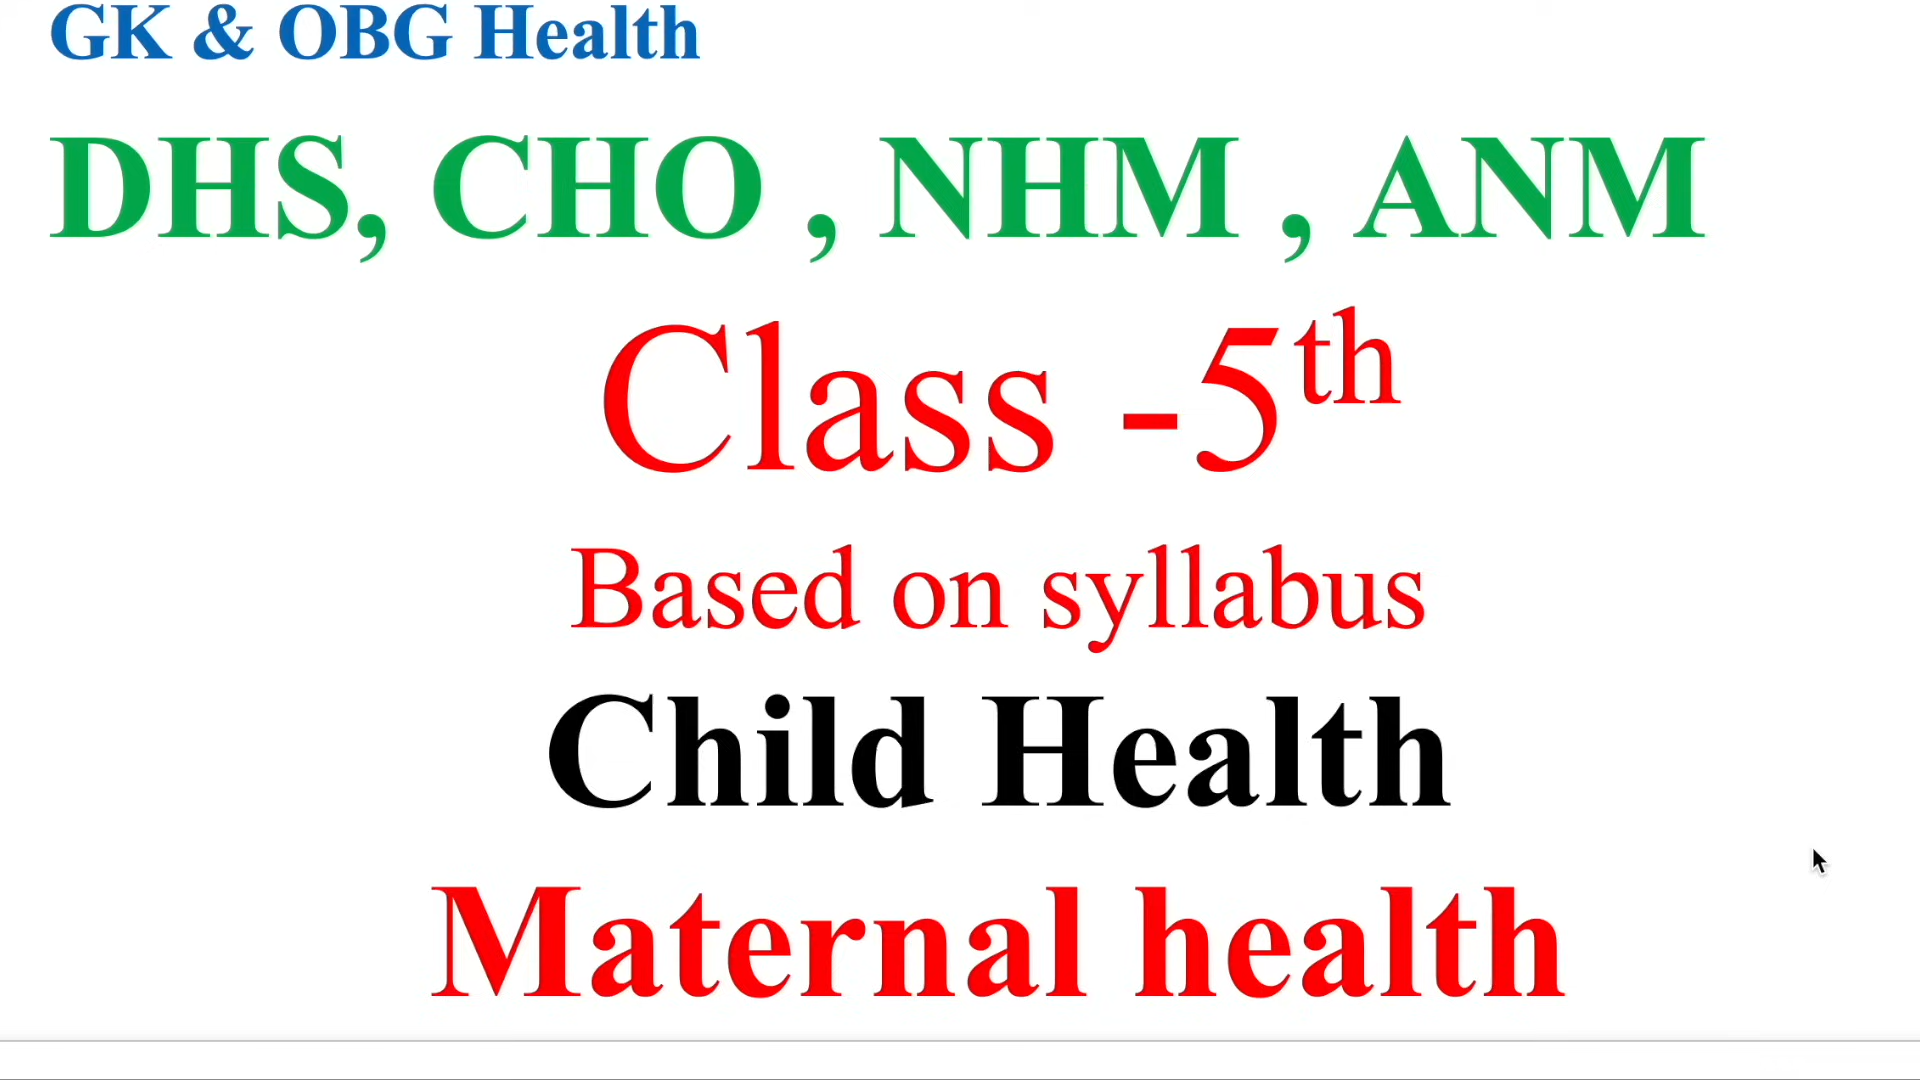 GK & OBG Health
DHS, CHO , NHM , ANM
Class -5th
Based on syllabus
Child Health
Maternal health